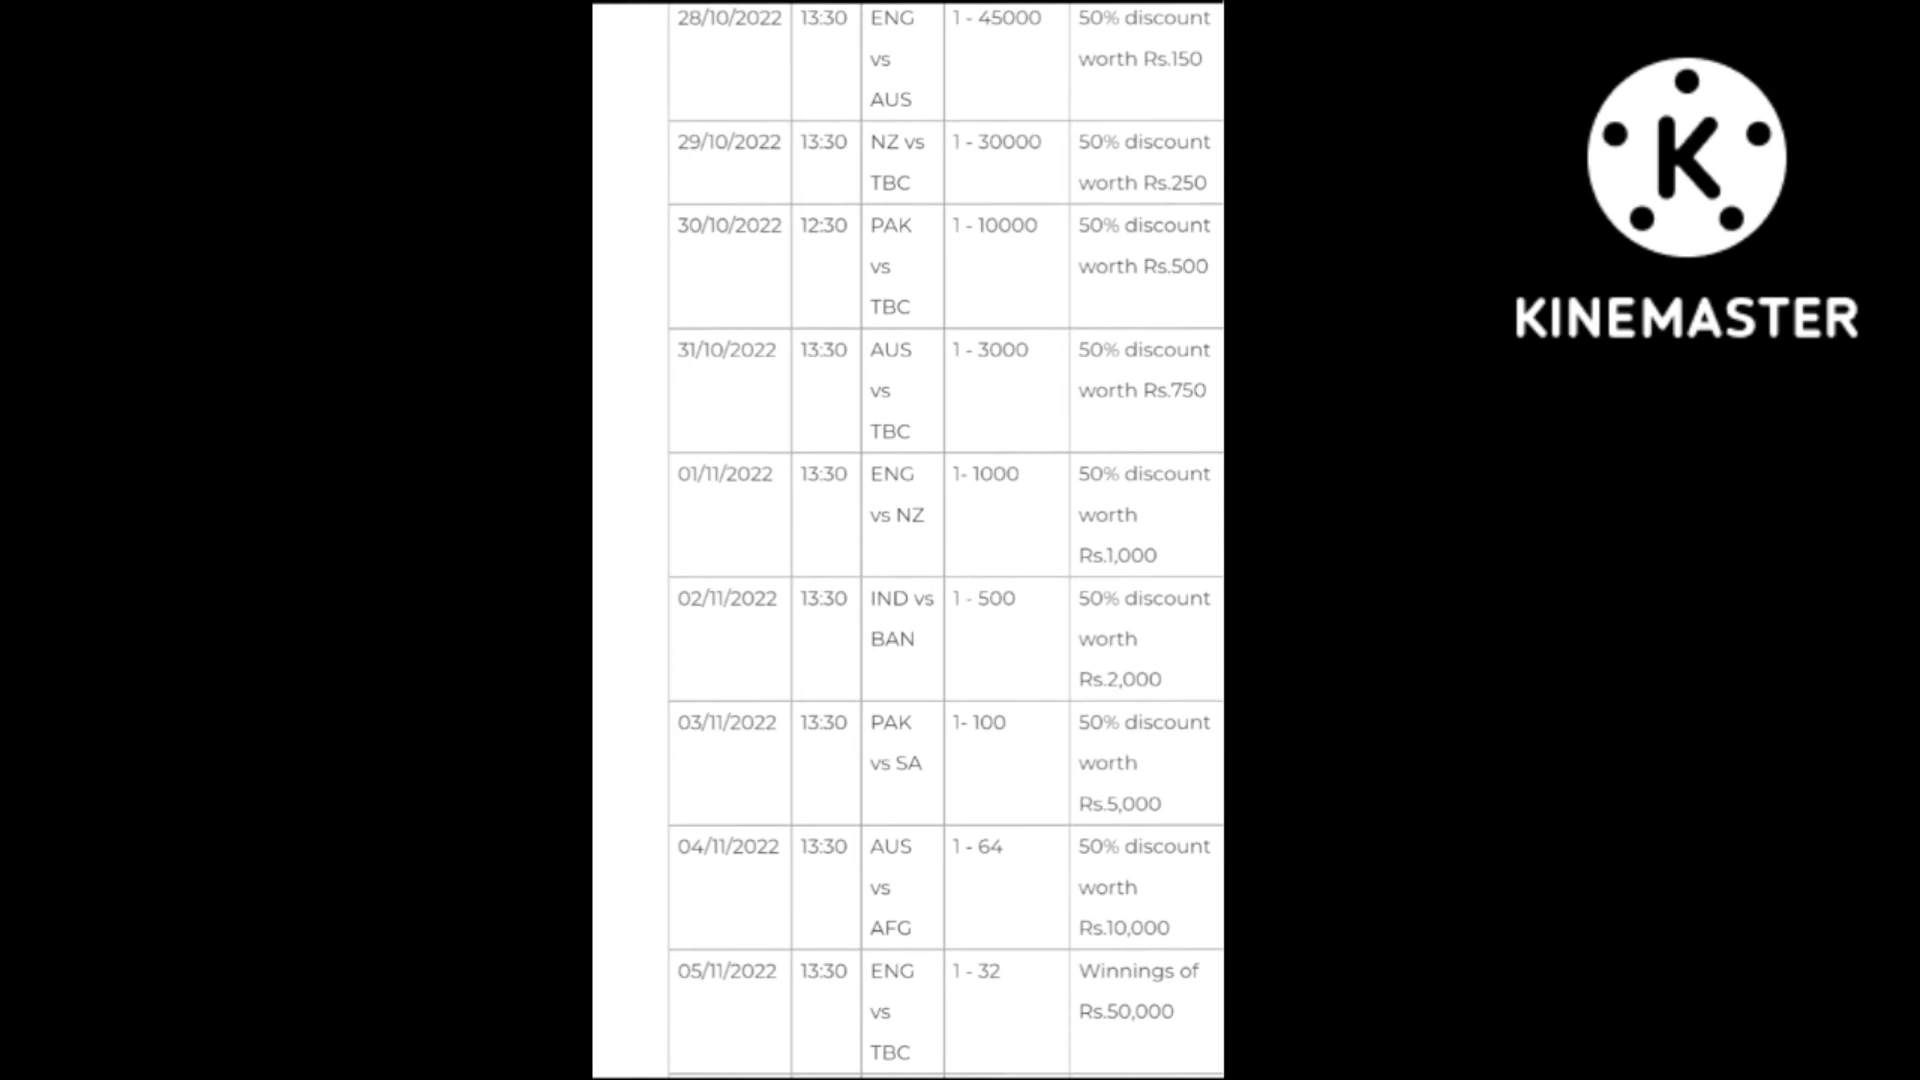 28/10/2022 13:30 ENG 1 - 45000 50% discount
vs worth Rs.150
AUS
29/10/2022 13:30 NZ vs 1 - 30000 50% discount
TBC worth Rs.250
30/10/2022 12:30 PAK 1 - 10000 50% discount
vs worth Rs.500
TBC
31/10/2022 13:30 AUS 1 - 3000 50% discount
vs worth Rs.750
TBC
01/11/2022 13:30 ENG 1- 1000 50% discount
vs NZ worth
Rs.1,000
02/11/2022 13:30 IND vs 1 - 500 50% discount
BAN worth
Rs.2,000
03/11/2022 13:30 PAK 1- 100 50% discount
vs SA worth
Rs.5,000
04/11/2022 13:30 AUS 1 - 64 50% discount
vs worth
AFG Rs.10,000
05/11/2022 13:30 ENG 1 - 32 Winnings of
vs Rs.50,000
TBC
K
KINEMASTER